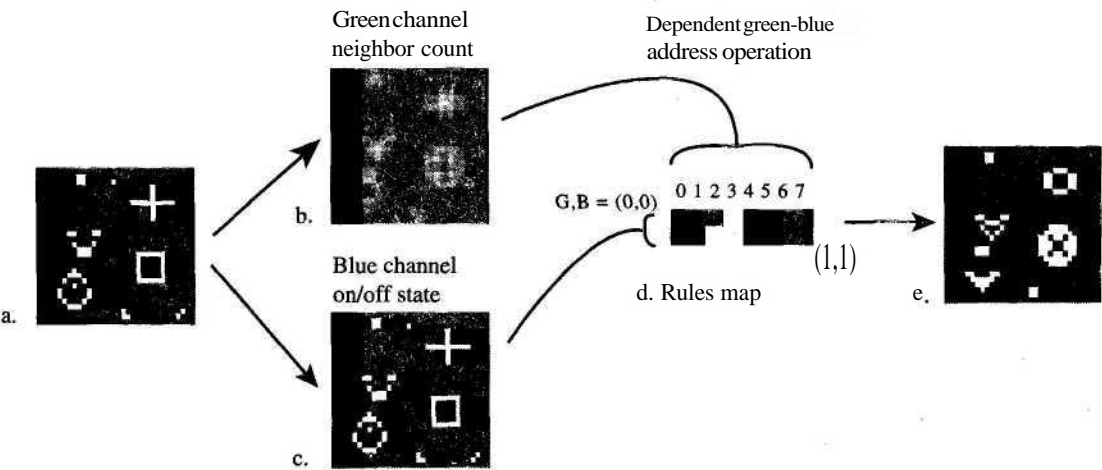 Green channel
neighbor count
Dependent green-blue
address operation
0 1 2 3 4 5 6 7
G,B = (0,0)
(1,1)
a.
b.
Blue channel
on/off state
c.
d. Rules map
e.